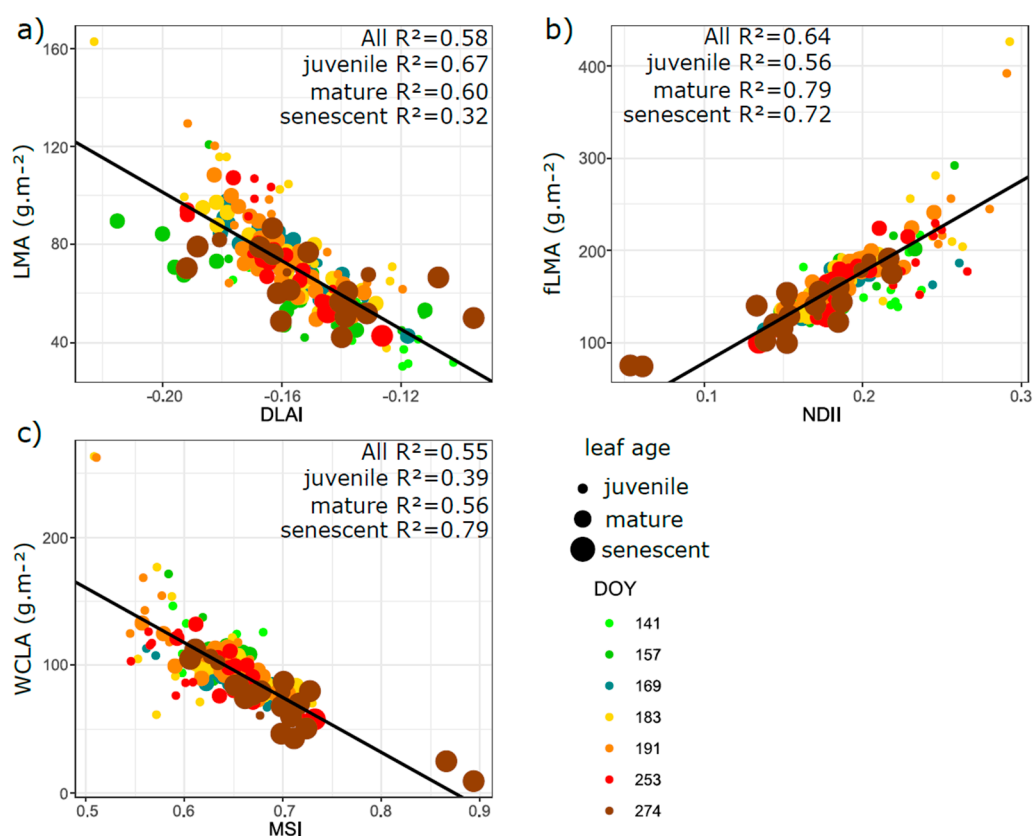 a)
All R²=0.58
juvenile R²=0.67
mature R²=0.60
senescent R²=0.32
LMA (g.m⁻²)
160
120
80
40
-0.20
-0.16
-0.12
DLAI
b)
All R²=0.64
juvenile R²=0.56
mature R²=0.79
senescent R²=0.72
fLMA (g.m⁻²)
400
300
200
100
0.1
0.2
0.3
NDII
c)
All R²=0.55
juvenile R²=0.39
mature R²=0.56
senescent R²=0.79
WCLA (g.m⁻²)
200
100
0
0.5
0.6
0.7
0.8
0.9
MSI
leaf age
juvenile
mature
senescent
DOY
141
157
169
183
191
253
274